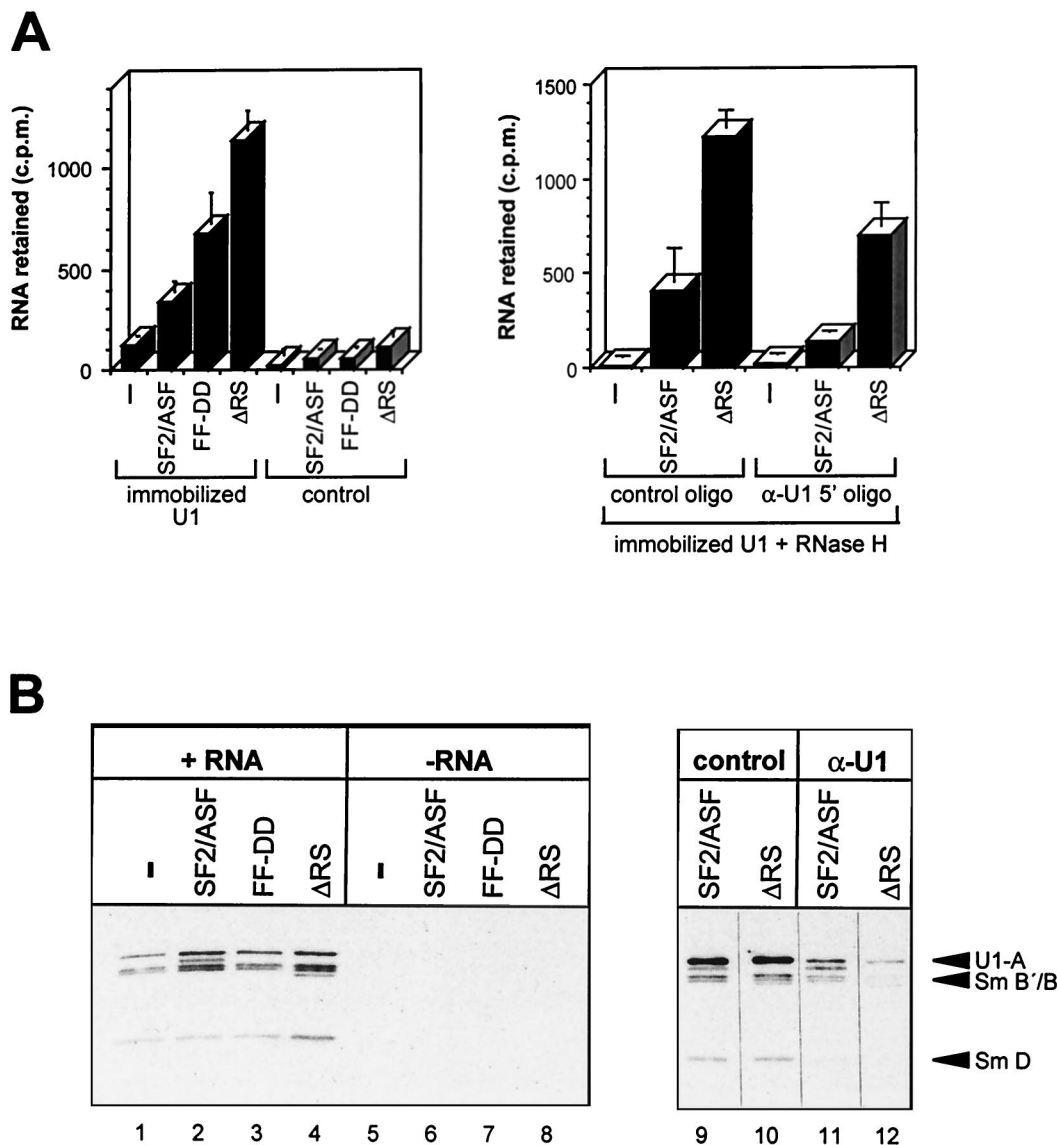 A
RNA retained (c.p.m.)
1000
500
0
– SF2/ASF FF-DD ΔRS – SF2/ASF FF-DD ΔRS
immobilized U1
control
RNA retained (c.p.m.)
1500
1000
500
0
– SF2/ASF ΔRS – SF2/ASF ΔRS
control oligo α-U1 5' oligo
immobilized U1 + RNase H
B
+ RNA -RNA
– SF2/ASF FF-DD ΔRS – SF2/ASF FF-DD ΔRS
1 2 3 4 5 6 7 8
control α-U1
SF2/ASF ΔRS SF2/ASF ΔRS
U1-A
Sm B´/B
Sm D
9 10 11 12